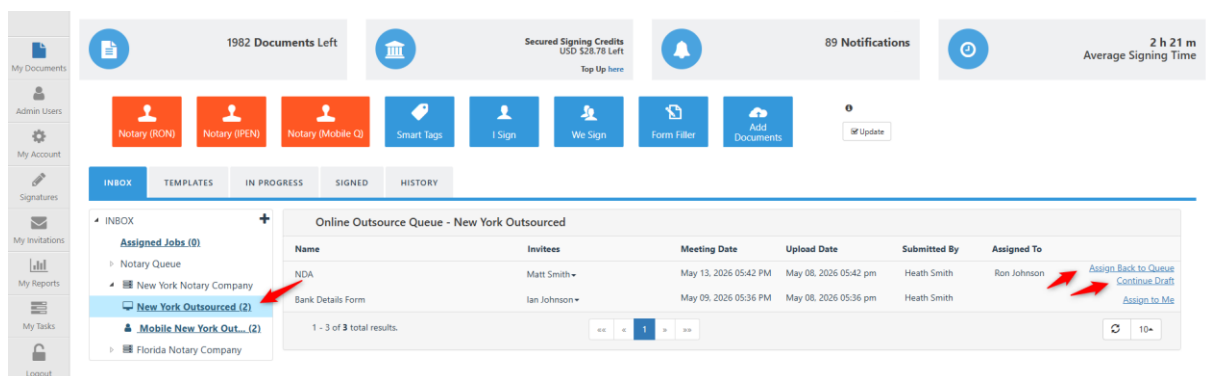 My Documents
Admin Users
My Account
Signatures
My Invitations
My Reports
My Tasks
Logout
1982 Documents Left
Secured Signing Credits
USD $28.78 Left
Top Up here
89 Notifications
2 h 21 m
Average Signing Time
Notary (RON)
Notary (IPEN)
Notary (Mobile Q)
Smart Tags
I Sign
We Sign
Form Filler
Add
Documents
Update
INBOX TEMPLATES IN PROGRESS SIGNED HISTORY
INBOX
Assigned Jobs (0)
Notary Queue
New York Notary Company
New York Outsourced (2)
Mobile New York Out... (2)
Florida Notary Company
Online Outsource Queue - New York Outsourced
Name Invitees Meeting Date Upload Date Submitted By Assigned To
NDA Matt Smith May 13, 2026 05:42 PM May 08, 2026 05:42 pm Heath Smith Ron Johnson Assign Back to Queue
Continue Draft
Bank Details Form Ian Johnson May 09, 2026 05:36 PM May 08, 2026 05:36 pm Heath Smith Assign to Me
1 - 3 of 3 total results.
«« « 1 » »»
10